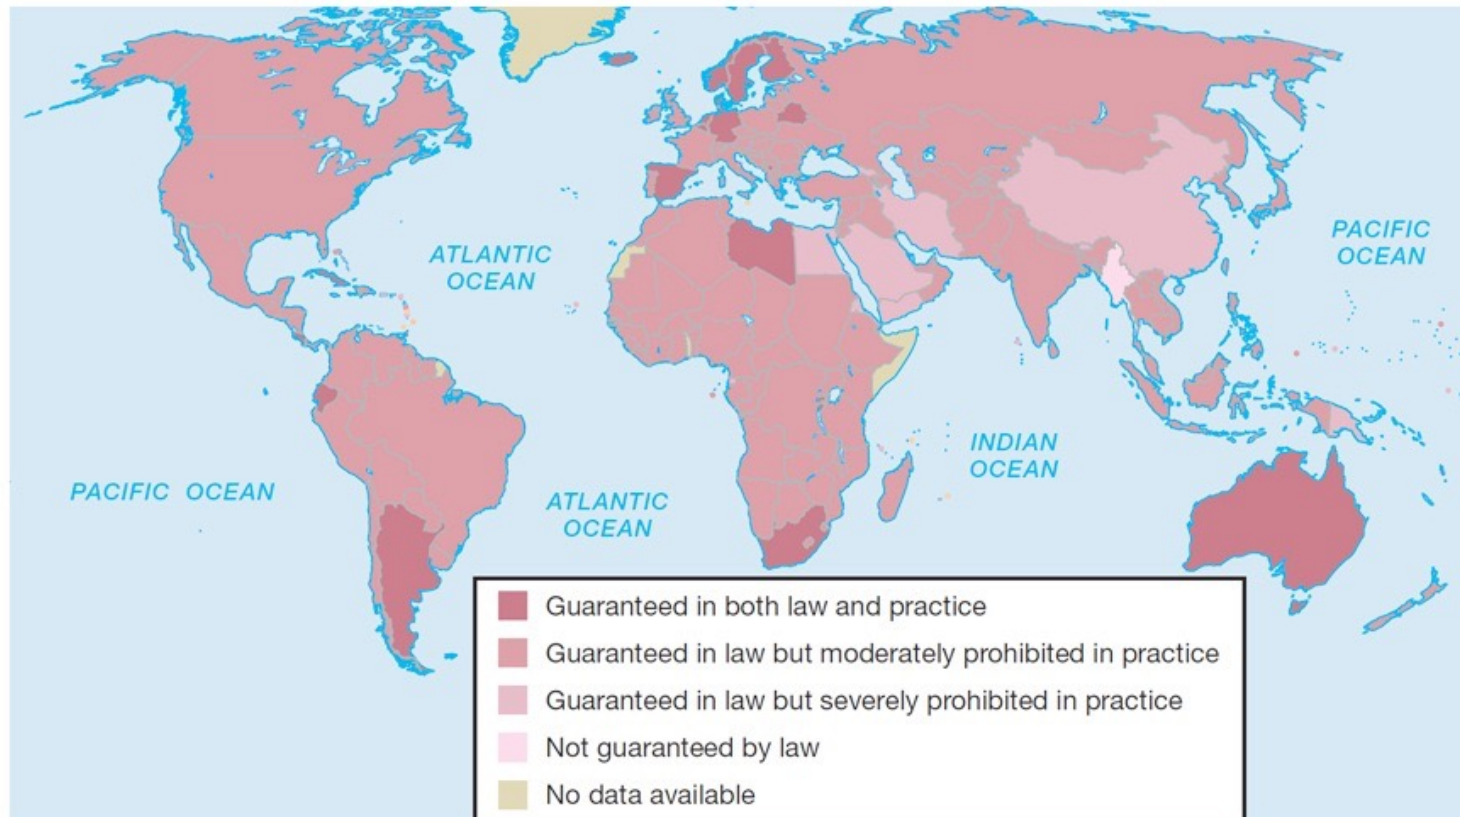 PACIFIC
OCEAN
ATLANTIC
OCEAN
INDIAN
OCEAN
PACIFIC OCEAN
ATLANTIC
OCEAN
Guaranteed in both law and practice
Guaranteed in law but moderately prohibited in practice
Guaranteed in law but severely prohibited in practice
Not guaranteed by law
No data available